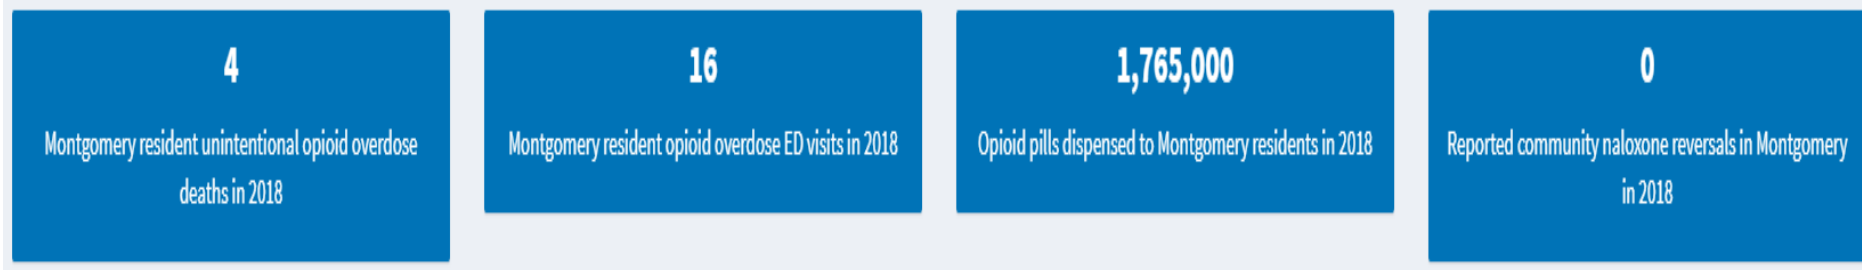 4
Montgomery resident unintentional opioid overdose
deaths in 2018
16
Montgomery resident opioid overdose ED visits in 2018
1,765,000
Opioid pills dispensed to Montgomery residents in 2018
0
Reported community naloxone reversals in Montgomery
in 2018